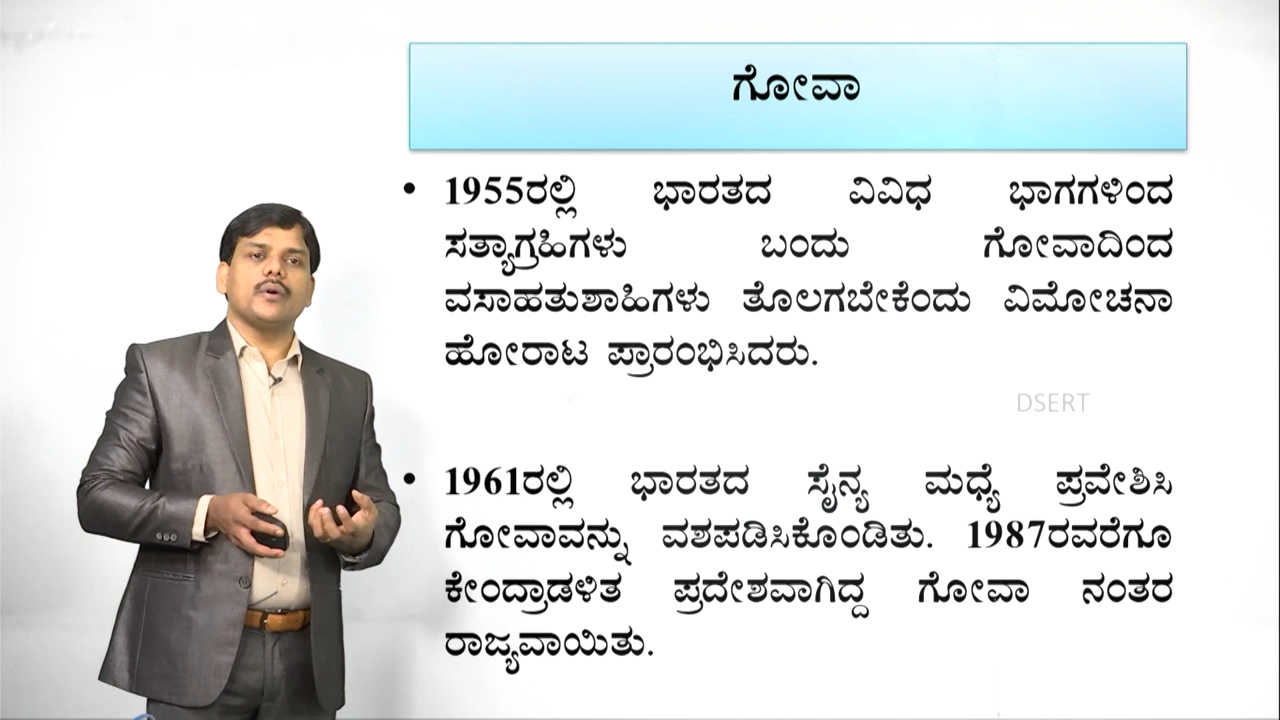 ಗೋವಾ
• 1955ರಲ್ಲಿ ಭಾರತದ ವಿವಿಧ ಭಾಗಗಳಿಂದ
ಸತ್ಯಾಗ್ರಹಿಗಳು ಬಂದು ಗೋವಾದಿಂದ
ವಸಾಹತುಶಾಹಿಗಳು ತೊಲಗಬೇಕೆಂದು ವಿಮೋಚನಾ
ಹೋರಾಟ ಪ್ರಾರಂಭಿಸಿದರು.
DSERT
• 1961ರಲ್ಲಿ ಭಾರತದ ಸೈನ್ಯ ಮಧ್ಯೆ ಪ್ರವೇಶಿಸಿ
ಗೋವಾವನ್ನು ವಶಪಡಿಸಿಕೊಂಡಿತು. 1987ರವರೆಗೂ
ಕೇಂದ್ರಾಡಳಿತ ಪ್ರದೇಶವಾಗಿದ್ದ ಗೋವಾ ನಂತರ
ರಾಜ್ಯವಾಯಿತು.